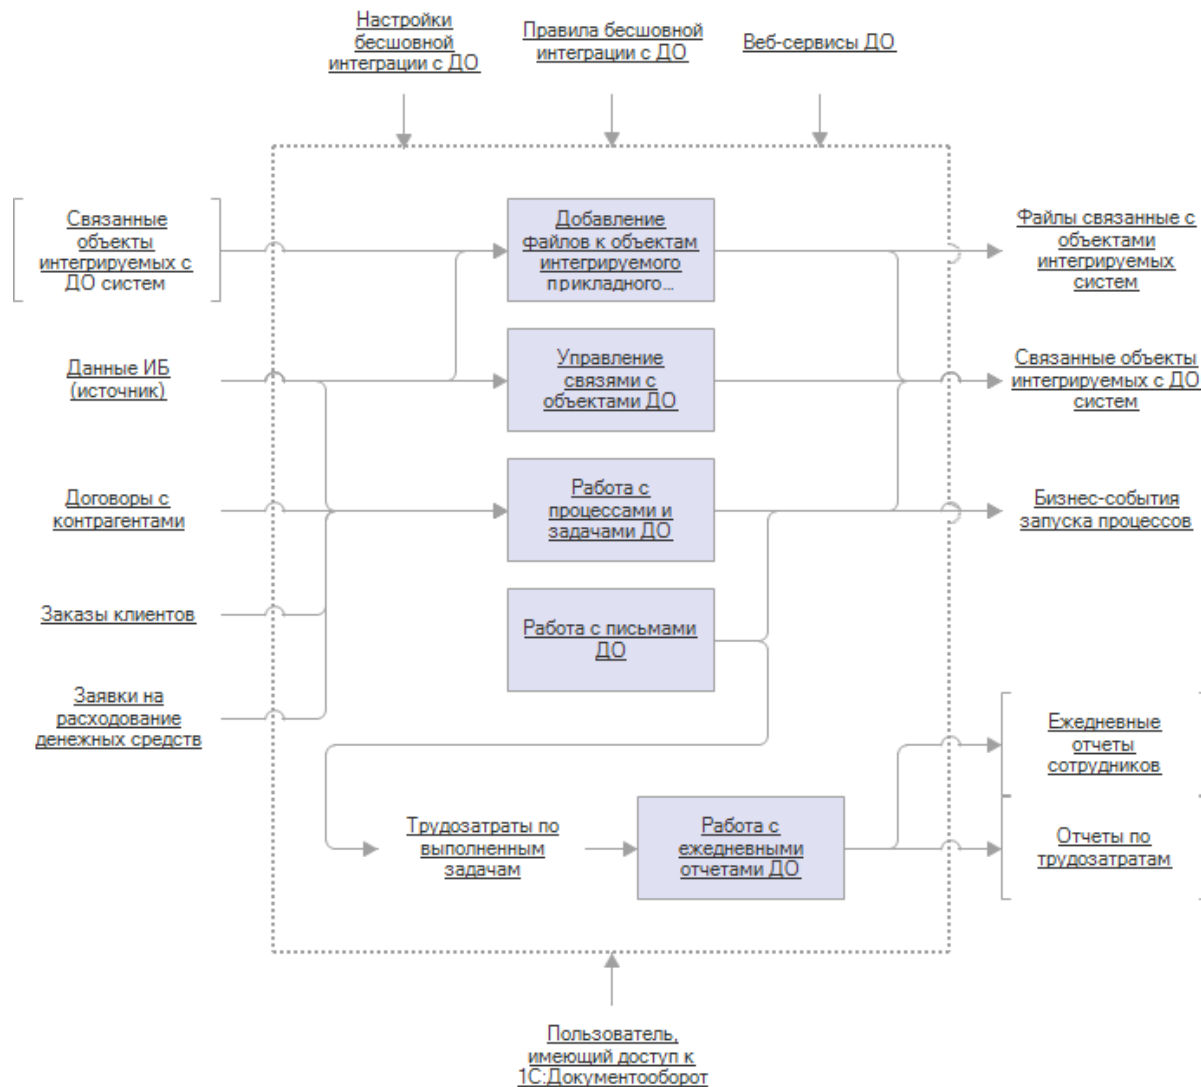 Настройки
бесшовной
интеграции с ДО
Правила бесшовной
интеграции с ДО
Веб-сервисы ДО
Связанные
объекты
интегрируемых с
ДО систем
Добавление
файлов к объектам
интегрируемого
прикладного...
Файлы связанные с
объектами
интегрируемых
систем
Данные ИБ
(источник)
Управление
связями с
объектами ДО
Связанные объекты
интегрируемых с ДО
систем
Договоры с
контрагентами
Работа с
процессами и
задачами ДО
Бизнес-события
запуска процессов
Заказы клиентов
Работа с письмами
ДО
Заявки на
расходование
денежных средств
Ежедневные
отчеты
сотрудников
Трудозатраты по
выполненным
задачам
Работа с
ежедневными
отчетами ДО
Отчеты по
трудозатратам
Пользователь,
имеющий доступ к
1С:Документооборот